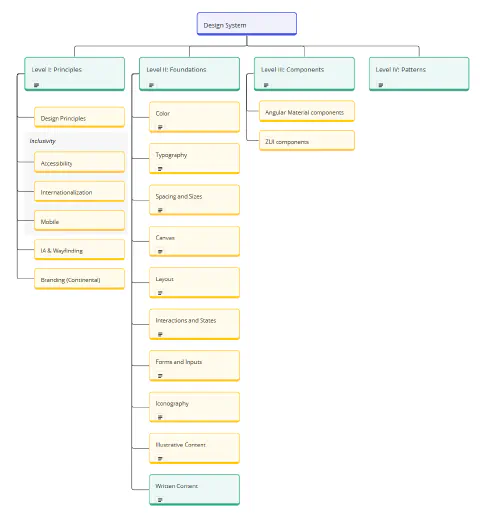 Design System
Level I: Principles
Design Principles
Inclusivity
Accessibility
Internationalization
Mobile
IA & Wayfinding
Branding (Continental)
Level II: Foundations
Color
Typography
Spacing and Sizes
Canvas
Layout
Interactions and States
Forms and Inputs
Iconography
Illustrative Content
Written Content
Level III: Components
Angular Material components
ZUI components
Level IV: Patterns